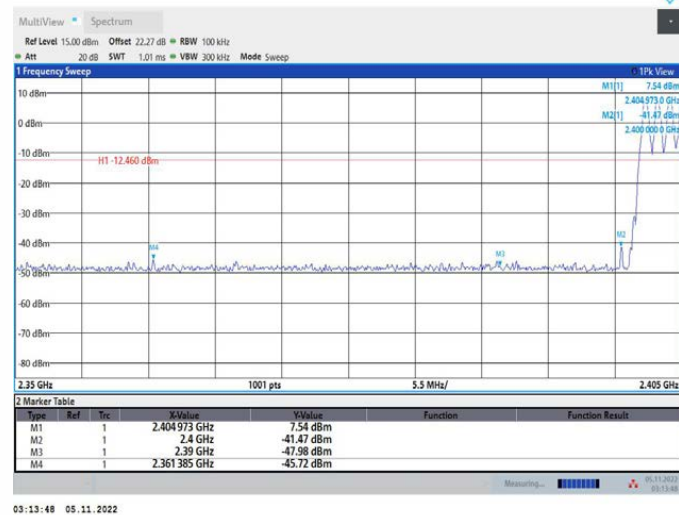 MultiView Spectrum
Ref Level 15.00 dBm Offset 22.27 dB RBW 100 kHz
Att 20 dB SWT 1.01 ms VBW 300 kHz Mode Sweep
1 Frequency Sweep 1Pk View
M1[1] 7.54 dBm
2.404 973 0 GHz
M2[1] -41.47 dBm
2.400 000 0 GHz
10 dBm
0 dBm
-10 dBm
H1 -12.460 dBm
-20 dBm
-30 dBm
-40 dBm
M2
M4
M3
-50 dBm
-60 dBm
-70 dBm
-80 dBm
2.35 GHz 1001 pts 5.5 MHz/ 2.405 GHz
2 Marker Table
Type Ref Trc X-Value Y-Value Function Function Result
M1 1 2.404 973 GHz 7.54 dBm
M2 1 2.4 GHz -41.47 dBm
M3 1 2.39 GHz -47.98 dBm
M4 1 2.361 385 GHz -45.72 dBm
Measuring... 05.11.2022
03:13:48
03:13:48 05.11.2022